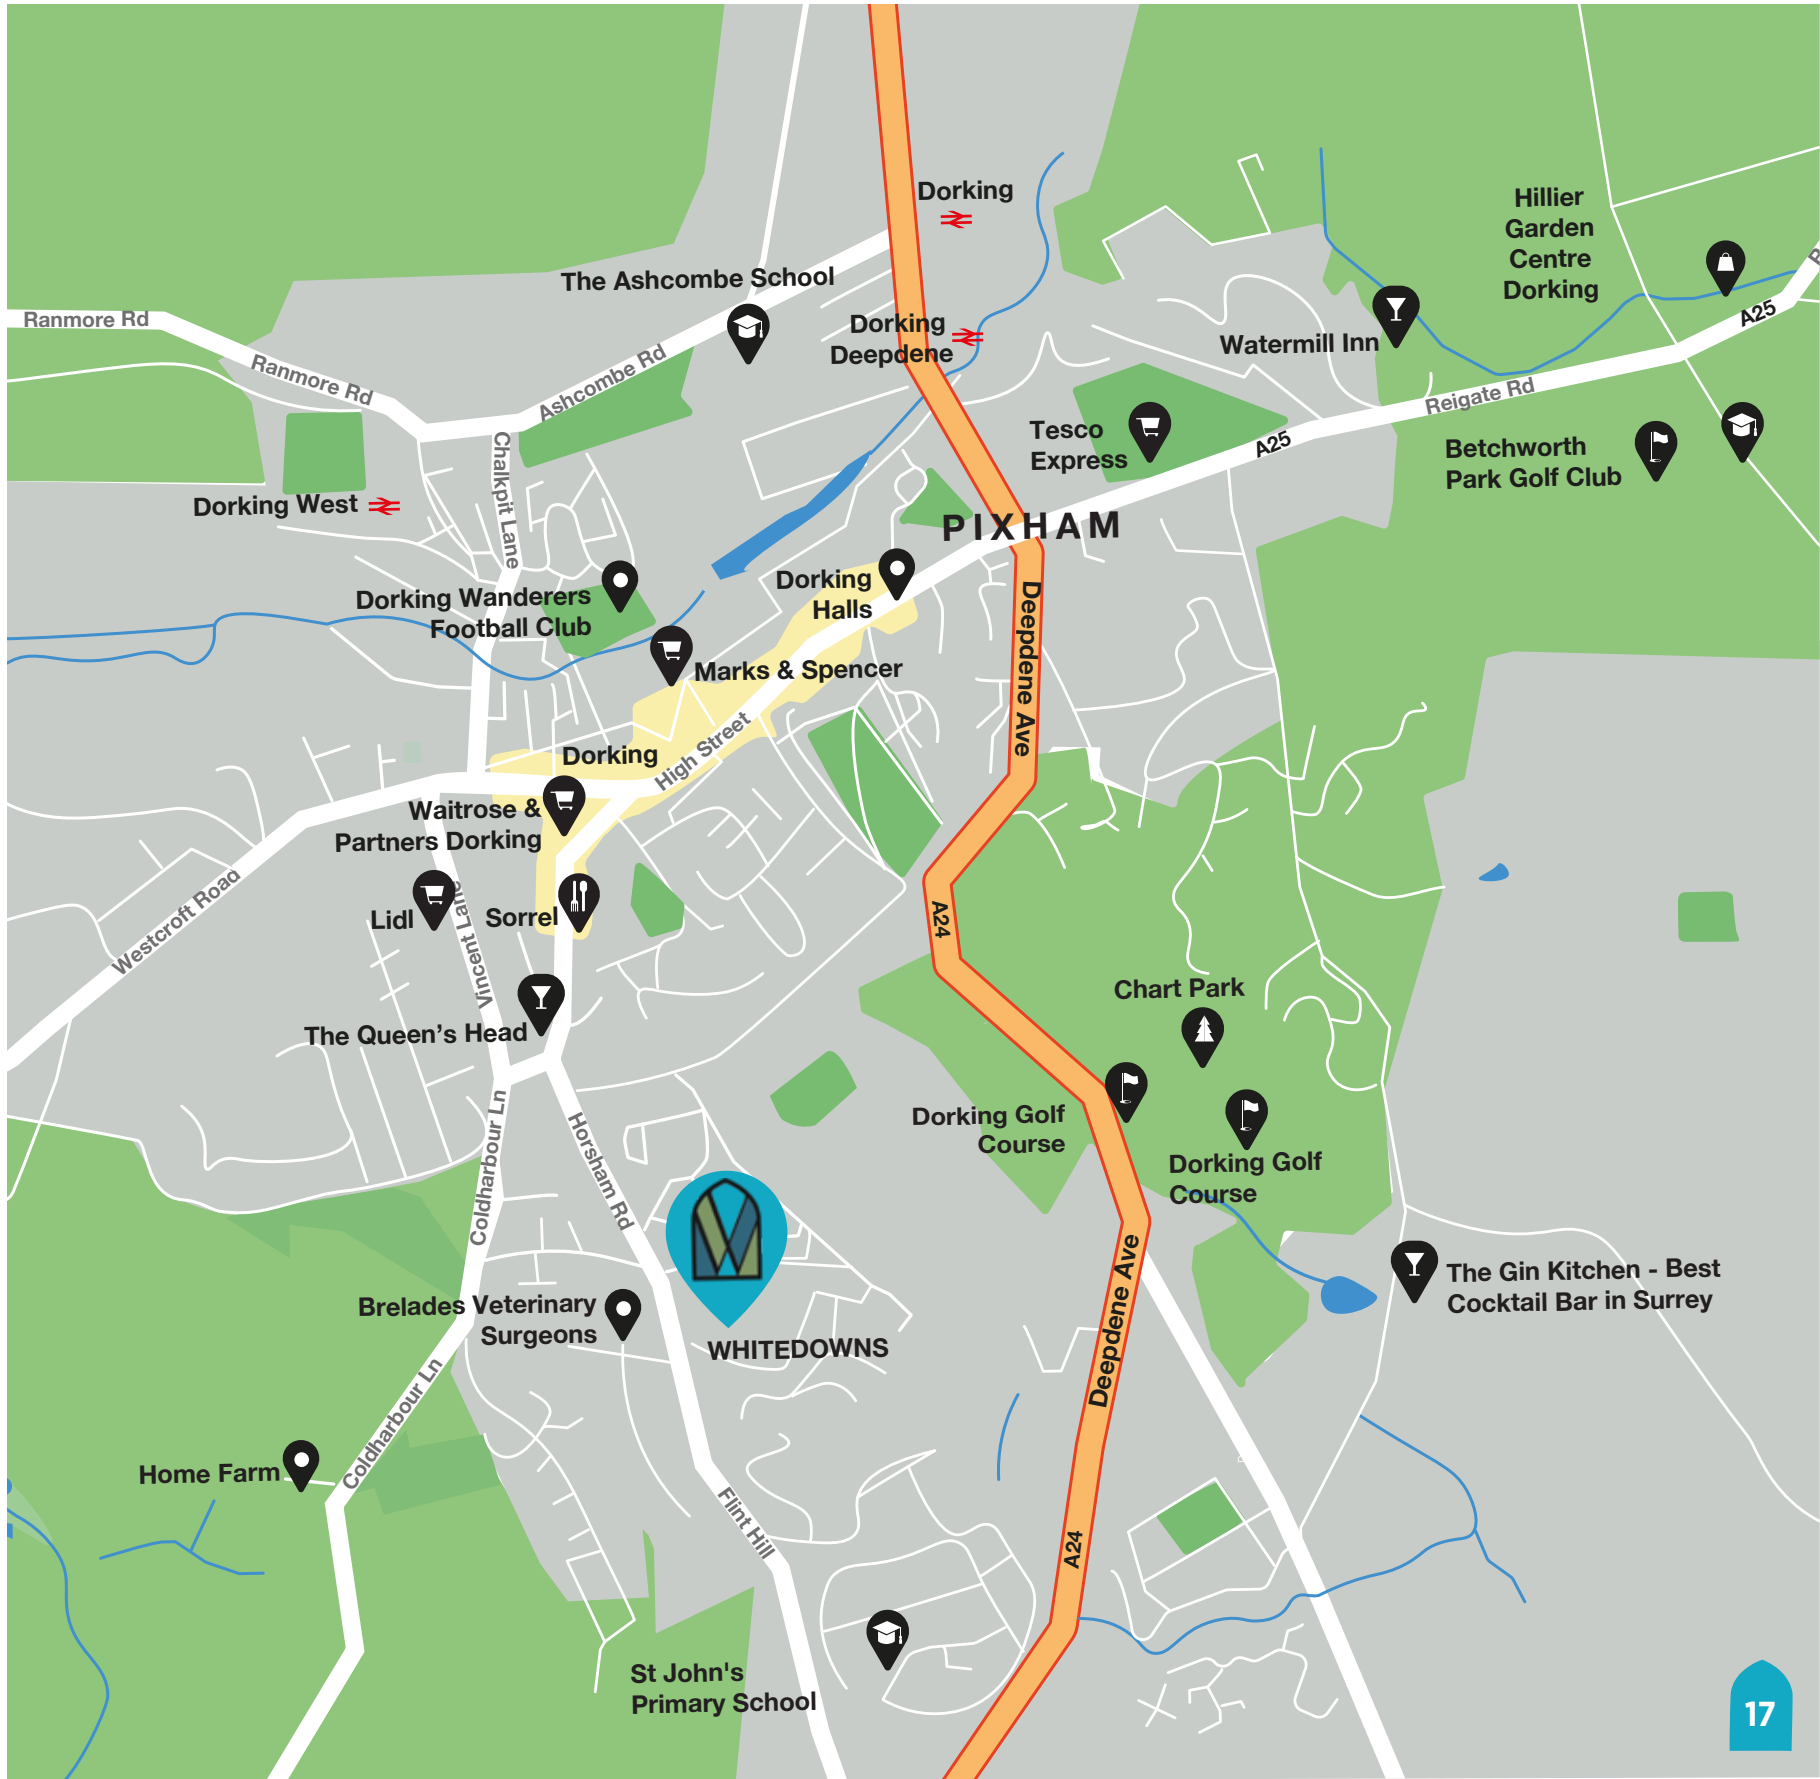 Dorking
Hillier
Garden
Centre
Dorking
The Ashcombe School
A25
Ranmore Rd
Dorking
Deepdene
Watermill Inn
Ranmore Rd
Ashcombe Rd
Reigate Rd
Tesco
Express
A25
Betchworth
Park Golf Club
Chalkpit Lane
Dorking West
PIXHAM
Dorking
Halls
Dorking Wanderers
Football Club
Deepdene Ave
Marks & Spencer
High Street
Dorking
Waitrose &
Partners Dorking
Westcroft Road
Lidl
Vincent Lane
Sorrel
A24
Chart Park
The Queen's Head
Dorking Golf
Course
Dorking Golf
Course
Coldharbour Ln
Horsham Rd
Deepdene Ave
The Gin Kitchen - Best
Cocktail Bar in Surrey
Brelades Veterinary
Surgeons
WHITEDOWNS
Coldharbour Ln
Home Farm
Flint Hill
A24
St John's
Primary School
17